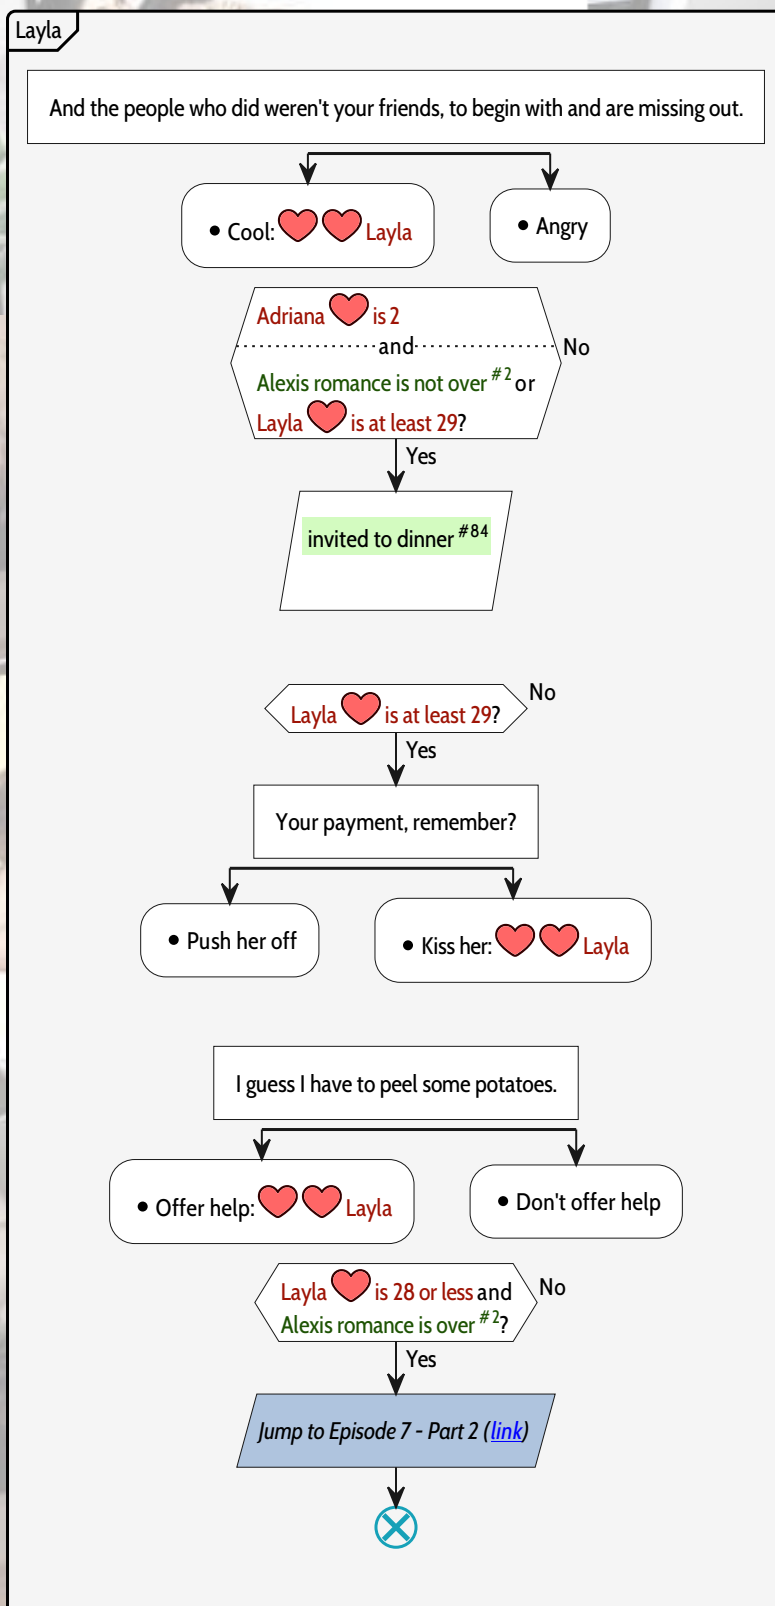 Layla
And the people who did weren't your friends, to begin with and are missing out.
• Cool: Layla
• Angry
Adriana is 2
and
No
Alexis romance is not over #2 or
Layla is at least 29?
Yes
invited to dinner #84
Layla is at least 29?
No
Yes
Your payment, remember?
• Push her off
• Kiss her: Layla
I guess I have to peel some potatoes.
• Offer help: Layla
• Don't offer help
Layla is 28 or less and
No
Alexis romance is over #2?
Yes
Jump to Episode 7 - Part 2 (link)